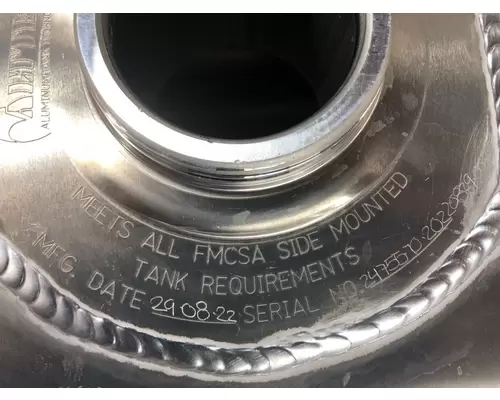 MEETS ALL FMCSA SIDE MOUNTED
TANK REQUIREMENTS
MFG. DATE 29.08.22 SERIAL NO.